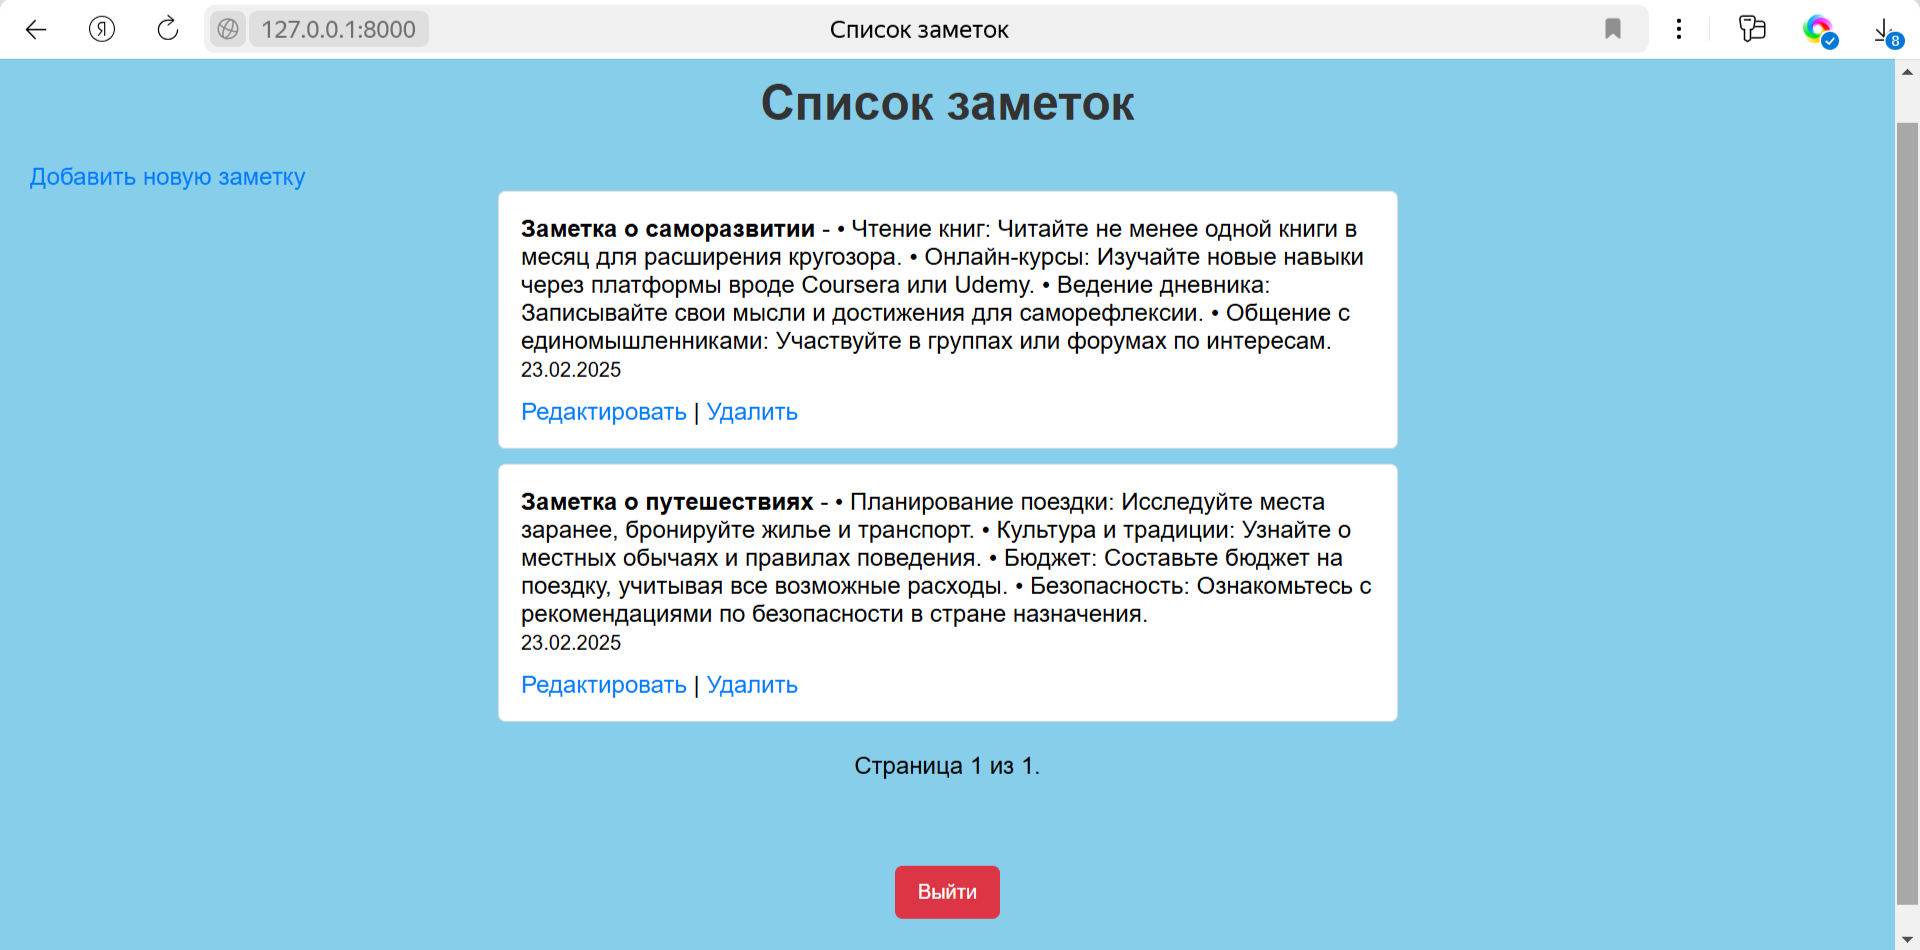 Я
127.0.0.1:8000
Список заметок
8
Список заметок
Добавить новую заметку
Заметка о саморазвитии - • Чтение книг: Читайте не менее одной книги в
месяц для расширения кругозора. • Онлайн-курсы: Изучайте новые навыки
через платформы вроде Coursera или Udemy. • Ведение дневника:
Записывайте свои мысли и достижения для саморефлексии. • Общение с
единомышленниками: Участвуйте в группах или форумах по интересам.
23.02.2025
Редактировать | Удалить
Заметка о путешествиях - • Планирование поездки: Исследуйте места
заранее, бронируйте жилье и транспорт. • Культура и традиции: Узнайте о
местных обычаях и правилах поведения. • Бюджет: Составьте бюджет на
поездку, учитывая все возможные расходы. • Безопасность: Ознакомьтесь с
рекомендациями по безопасности в стране назначения.
23.02.2025
Редактировать | Удалить
Страница 1 из 1.
Выйти